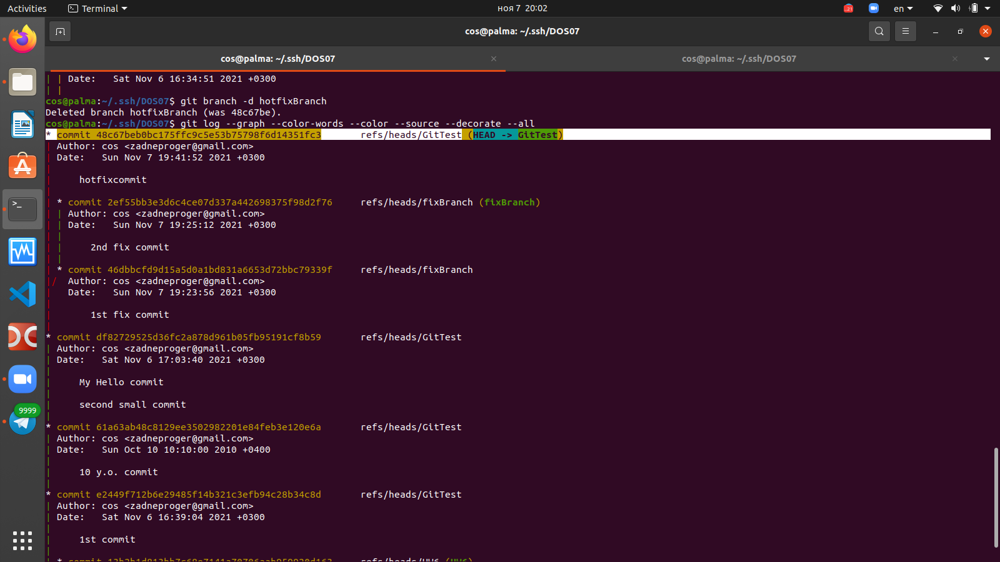 Activities
Terminal
ноя 7 20:02
21
en
cos@palma: ~/.ssh/DOS07
cos@palma: ~/.ssh/DOS07
cos@palma: ~/.ssh/DOS07
| | Date:   Sat Nov 6 16:34:51 2021 +0300
| |
cos@palma:~/.ssh/DOS07$ git branch -d hotfixBranch
Deleted branch hotfixBranch (was 48c67be).
cos@palma:~/.ssh/DOS07$ git log --graph --color-words --color --source --decorate --all
* commit 48c67beb0bc175ffc9c5e53b75798f6d14351fc3       refs/heads/GitTest (HEAD -> GitTest)
| Author: cos <zadneproger@gmail.com>
| Date:   Sun Nov 7 19:41:52 2021 +0300
|
|     hotfixcommit
|
| * commit 2ef55bb3e3d6c4ce07d337a442698375f98d2f76     refs/heads/fixBranch (fixBranch)
| | Author: cos <zadneproger@gmail.com>
| | Date:   Sun Nov 7 19:25:12 2021 +0300
| |
| |     2nd fix commit
| |
| * commit 46dbbcfd9d15a5d0a1bd831a6653d72bbc79339f     refs/heads/fixBranch
|/  Author: cos <zadneproger@gmail.com>
|   Date:   Sun Nov 7 19:23:56 2021 +0300
|
|       1st fix commit
|
* commit df82729525d36fc2a878d961b05fb95191cf8b59       refs/heads/GitTest
| Author: cos <zadneproger@gmail.com>
| Date:   Sat Nov 6 17:03:40 2021 +0300
|
|     My Hello commit
|
|     second small commit
|
* commit 61a63ab48c8129ee3502982201e84feb3e120e6a       refs/heads/GitTest
| Author: cos <zadneproger@gmail.com>
| Date:   Sun Oct 10 10:10:00 2010 +0400
|
|     10 y.o. commit
|
* commit e2449f712b6e29485f14b321c3efb94c28b34c8d       refs/heads/GitTest
| Author: cos <zadneproger@gmail.com>
| Date:   Sat Nov 6 16:39:04 2021 +0300
|
|     1st commit
|
| * commit refs/heads/HW6 (HW6)
9999